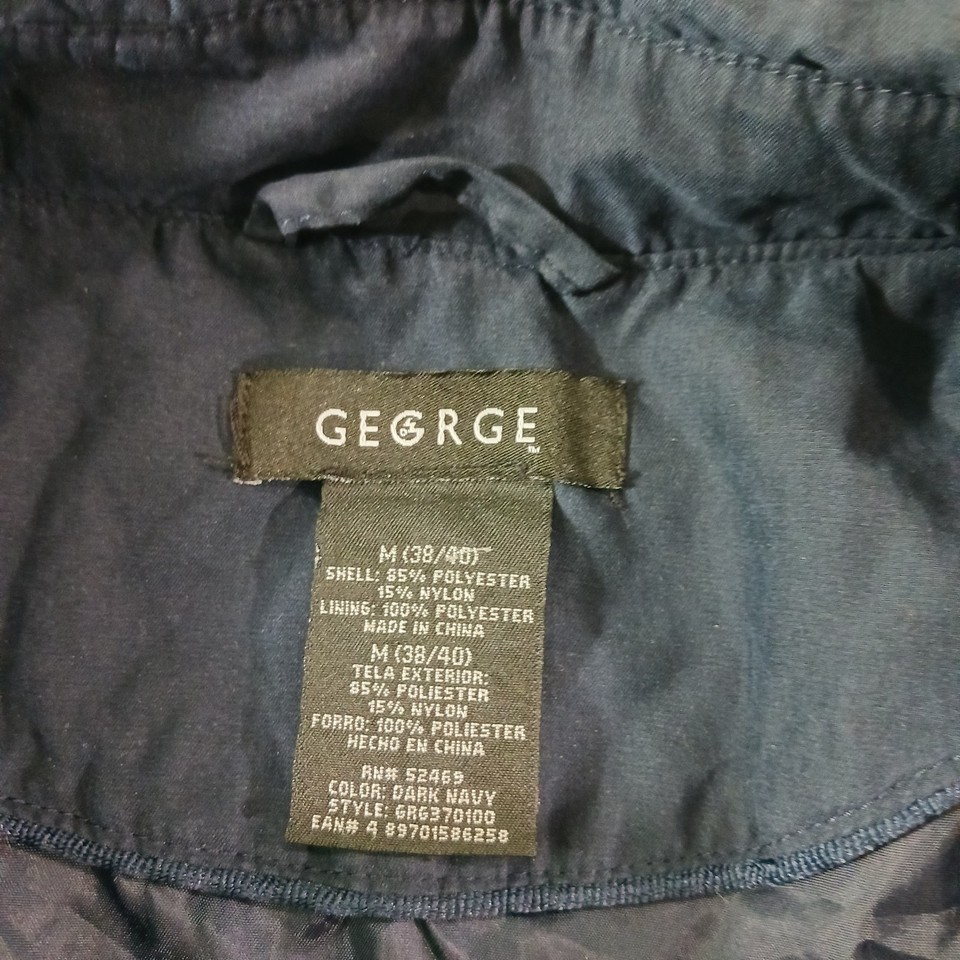 GEORGE
TM
M (38/40)
SHELL: 85% POLYESTER
15% NYLON
LINING: 100% POLYESTER
MADE IN CHINA
M (38/40)
TELA EXTERIOR:
85% POLIESTER
15% NYLON
FORRO: 100% POLIESTER
HECHO EN CHINA
RN# 52469
COLOR: DARK NAVY
STYLE: GRG370100
EAN# 4 89701586258